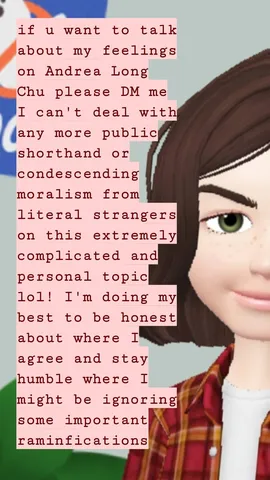 if u want to talk
about my feelings
on Andrea Long
Chu please DM me
I can't deal with
any more public
shorthand or
condescending
moralism from
literal strangers
on this extremely
complicated and
personal topic
lol! I'm doing my
best to be honest
about where I
agree and stay
humble where I
might be ignoring
some important
raminfications